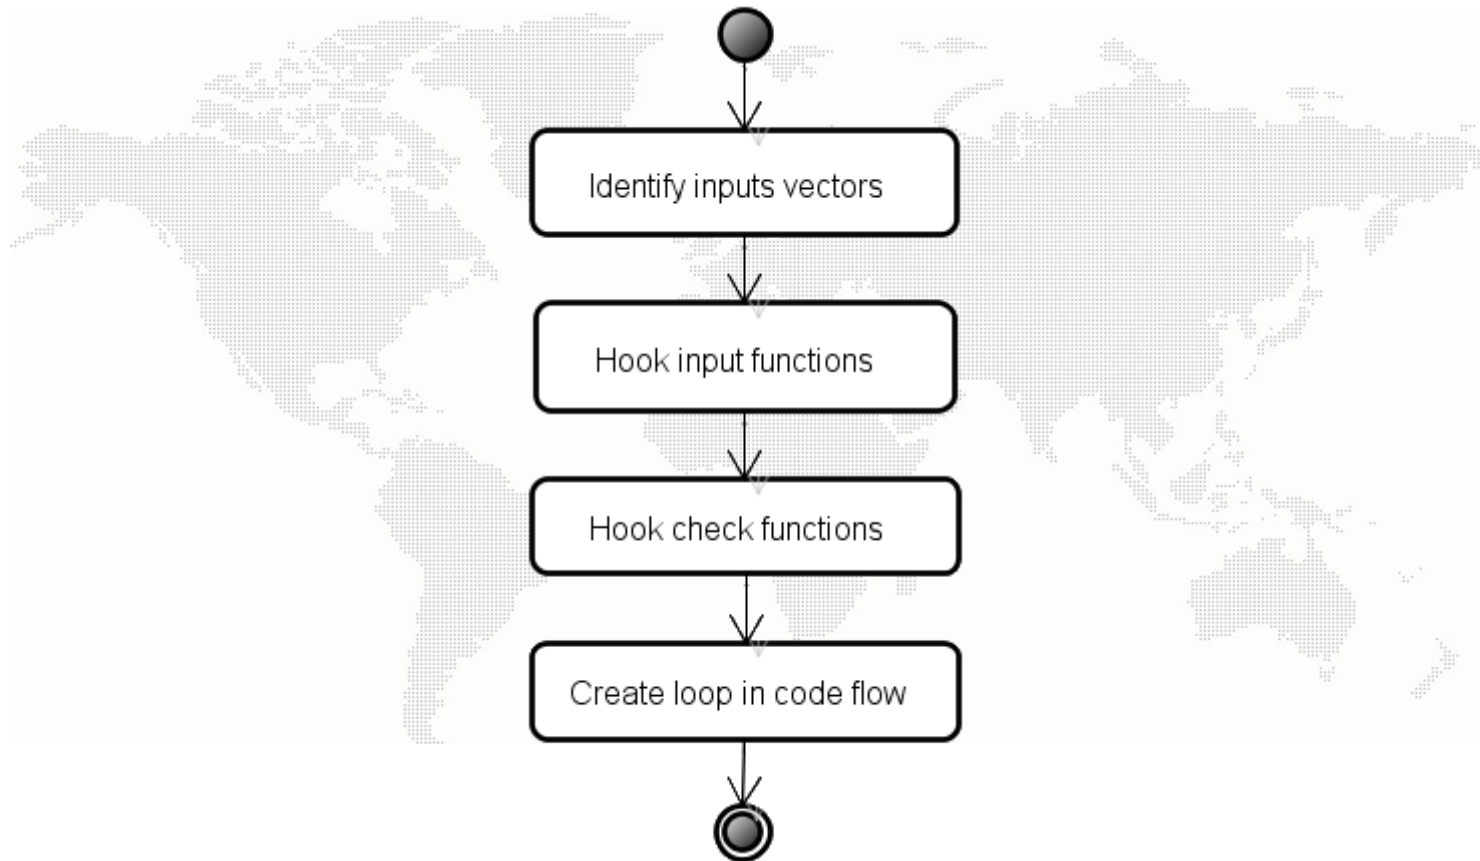 Identify inputs vectors
Hook input functions
Hook check functions
Create loop in code flow